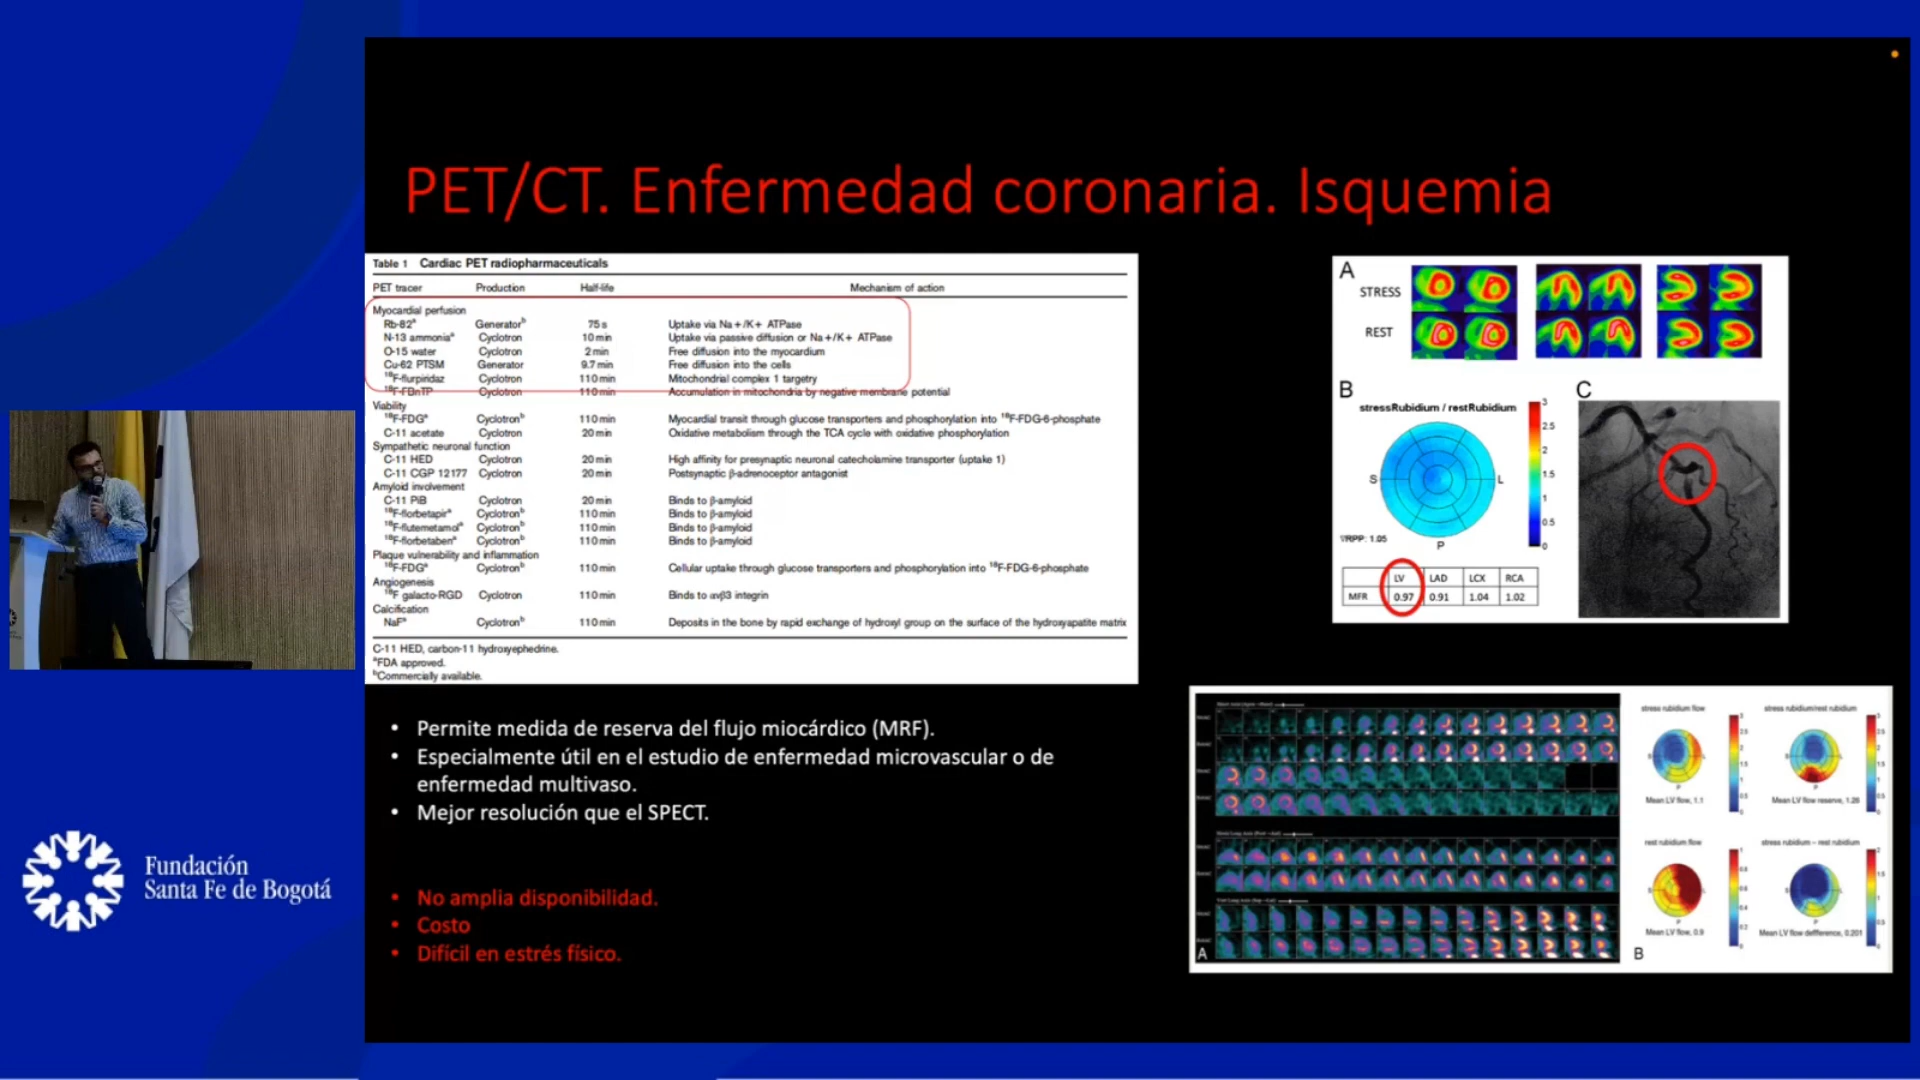 PET/CT. Enfermedad coronaria. Isquemia
Table 1 Cardiac PET radiopharmaceuticals
PET tracer Production Half-life Mechanism of action
Myocardial perfusion
Rb-82ᵃ Generatorᵇ 75 s Uptake via Na+/K+ ATPase
N-13 ammoniaᵃ Cyclotron 10 min Uptake via passive diffusion or Na+/K+ ATPase
O-15 water Cyclotron 2 min Free diffusion into the myocardium
Cu-62 PTSM Generator 9.7 min Free diffusion into the cells
¹⁸F-flurpiridaz Cyclotron 110 min Mitochondrial complex 1 targetry
¹⁸F-FBnTP Cyclotron 110 min Accumulation in mitochondria by negative membrane potential
Viability
¹⁸F-FDGᵃ Cyclotronᵇ 110 min Myocardial transit through glucose transporters and phosphorylation into ¹⁸F-FDG-6-phosphate
C-11 acetate Cyclotron 20 min Oxidative metabolism through the TCA cycle with oxidative phosphorylation
Sympathetic neuronal function
C-11 HED Cyclotron 20 min High affinity for presynaptic neuronal catecholamine transporter (uptake 1)
C-11 CGP 12177 Cyclotron 20 min Postsynaptic β-adrenoceptor antagonist
Amyloid involvement
C-11 PiB Cyclotron 20 min Binds to β-amyloid
¹⁸F-florbetapirᵃ Cyclotronᵇ 110 min Binds to β-amyloid
¹⁸F-flutemetamolᵃ Cyclotronᵇ 110 min Binds to β-amyloid
¹⁸F-florbetabenᵃ Cyclotronᵇ 110 min Binds to β-amyloid
Plaque vulnerability and inflammation
¹⁸F-FDGᵃ Cyclotronᵇ 110 min Cellular uptake through glucose transporters and phosphorylation into ¹⁸F-FDG-6-phosphate
Angiogenesis
¹⁸F galacto-RGD Cyclotron 110 min Binds to αvβ3 integrin
Calcification
NaFᵃ Cyclotronᵇ 110 min Deposits in the bone by rapid exchange of hydroxyl group on the surface of the hydroxyapatite matrix
C-11 HED, carbon-11 hydroxyephedrine.
ᵃFDA approved.
ᵇCommercially available.
• Permite medida de reserva del flujo miocárdico (MRF).
• Especialmente útil en el estudio de enfermedad microvascular o de
enfermedad multivaso.
• Mejor resolución que el SPECT.
• No amplia disponibilidad.
• Costo
• Difícil en estrés físico.
A
STRESS
REST
B
C
stressRubidium / restRubidium
3
2.5
2
1.5
1
0.5
0
S
L
P
RPP: 1.05
LV LAD LCX RCA
MFR 0.97 0.91 1.04 1.02
stress rubidium flow
stress rubidium/rest rubidium
Mean LV flow, 1.1
Mean LV flow reserve, 1.28
rest rubidium flow
stress rubidium – rest rubidium
Mean LV flow, 0.9
Mean LV flow defference, 0.201
A
B
Fundación
Santa Fe de Bogotá